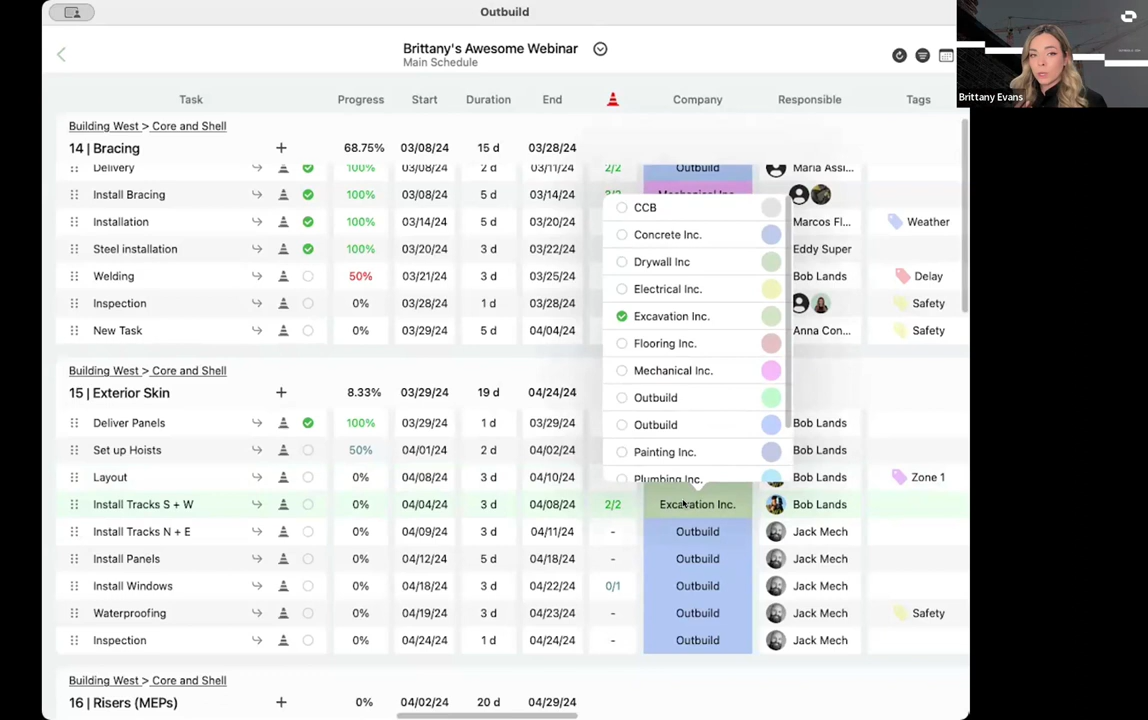 Outbuild
Brittany's Awesome Webinar
Main Schedule
Brittany Evans
Task Progress Start Duration End Company Responsible Tags
Building West > Core and Shell
14 | Bracing + 68.75% 03/08/24 15 d 03/28/24
Delivery 100% 03/08/24 2 d 03/11/24 2/2 Outbuild Maria Assi...
Install Bracing 100% 03/08/24 5 d 03/14/24 Mechanical Inc.
CCB
Installation 100% 03/14/24 5 d 03/20/24 Marcos Fl... Weather
Concrete Inc.
Steel installation 100% 03/20/24 3 d 03/22/24 Eddy Super
Drywall Inc
Welding 50% 03/21/24 3 d 03/25/24 Bob Lands Delay
Electrical Inc.
Inspection 0% 03/28/24 1 d 03/28/24 Safety
Excavation Inc.
New Task 0% 03/29/24 5 d 04/04/24 Anna Con... Safety
Flooring Inc.
Building West > Core and Shell
Mechanical Inc.
15 | Exterior Skin + 8.33% 03/29/24 19 d 04/24/24
Outbuild
Deliver Panels 100% 03/29/24 1 d 03/29/24 Bob Lands
Outbuild
Set up Hoists 50% 04/01/24 2 d 04/02/24 Bob Lands
Painting Inc.
Layout 0% 04/08/24 3 d 04/10/24 Bob Lands Zone 1
Plumbing Inc.
Install Tracks S + W 0% 04/04/24 3 d 04/08/24 2/2 Excavation Inc. Bob Lands
Install Tracks N + E 0% 04/09/24 3 d 04/11/24 - Outbuild Jack Mech
Install Panels 0% 04/12/24 5 d 04/18/24 - Outbuild Jack Mech
Install Windows 0% 04/18/24 3 d 04/22/24 0/1 Outbuild Jack Mech
Waterproofing 0% 04/19/24 3 d 04/23/24 - Outbuild Jack Mech Safety
Inspection 0% 04/24/24 1 d 04/24/24 - Outbuild Jack Mech
Building West > Core and Shell
16 | Risers (MEPs) + 0% 04/02/24 20 d 04/29/24